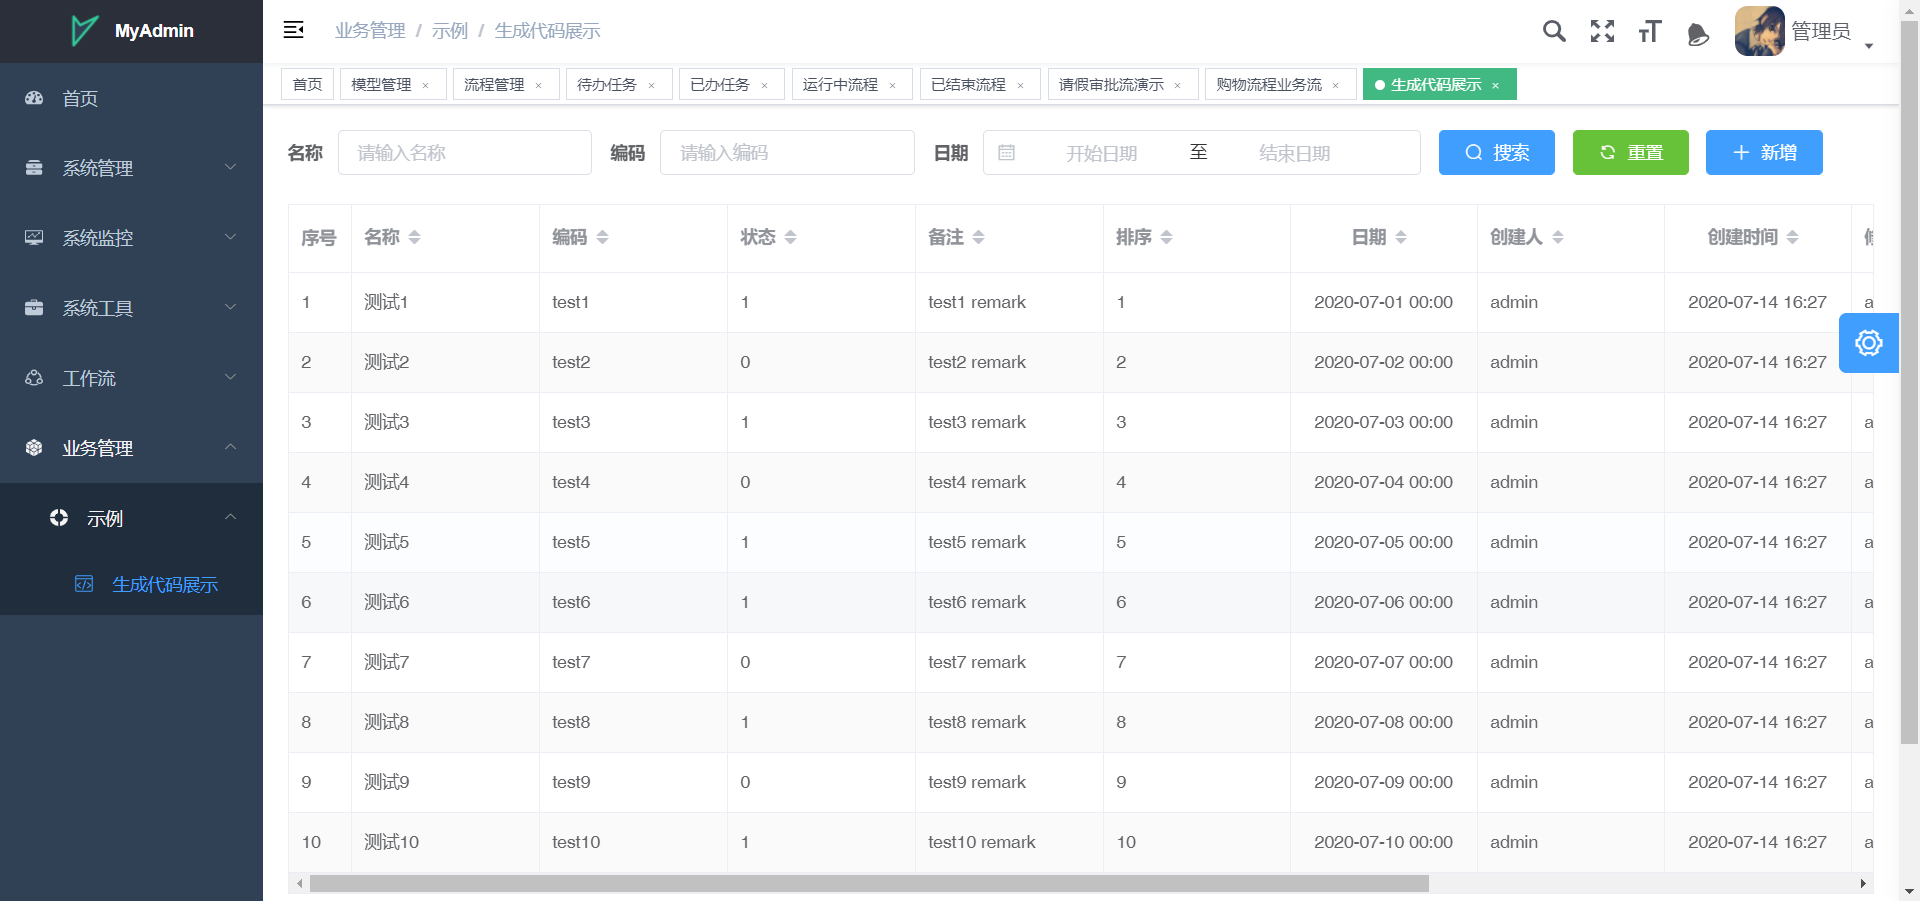 MyAdmin
业务管理 / 示例 / 生成代码展示
管理员
首页 模型管理 × 流程管理 × 待办任务 × 已办任务 × 运行中流程 × 已结束流程 × 请假审批流演示 × 购物流程业务流 × 生成代码展示 ×
首页
系统管理
系统监控
系统工具
工作流
业务管理
示例
生成代码展示
名称 请输入名称 编码 请输入编码 日期 开始日期 至 结束日期 搜索 重置 新增
序号 名称 编码 状态 备注 排序 日期 创建人 创建时间
1 测试1 test1 1 test1 remark 1 2020-07-01 00:00 admin 2020-07-14 16:27 a
2 测试2 test2 0 test2 remark 2 2020-07-02 00:00 admin 2020-07-14 16:27
3 测试3 test3 1 test3 remark 3 2020-07-03 00:00 admin 2020-07-14 16:27 a
4 测试4 test4 0 test4 remark 4 2020-07-04 00:00 admin 2020-07-14 16:27 a
5 测试5 test5 1 test5 remark 5 2020-07-05 00:00 admin 2020-07-14 16:27 a
6 测试6 test6 1 test6 remark 6 2020-07-06 00:00 admin 2020-07-14 16:27 a
7 测试7 test7 0 test7 remark 7 2020-07-07 00:00 admin 2020-07-14 16:27 a
8 测试8 test8 1 test8 remark 8 2020-07-08 00:00 admin 2020-07-14 16:27 a
9 测试9 test9 0 test9 remark 9 2020-07-09 00:00 admin 2020-07-14 16:27 a
10 测试10 test10 1 test10 remark 10 2020-07-10 00:00 admin 2020-07-14 16:27 a